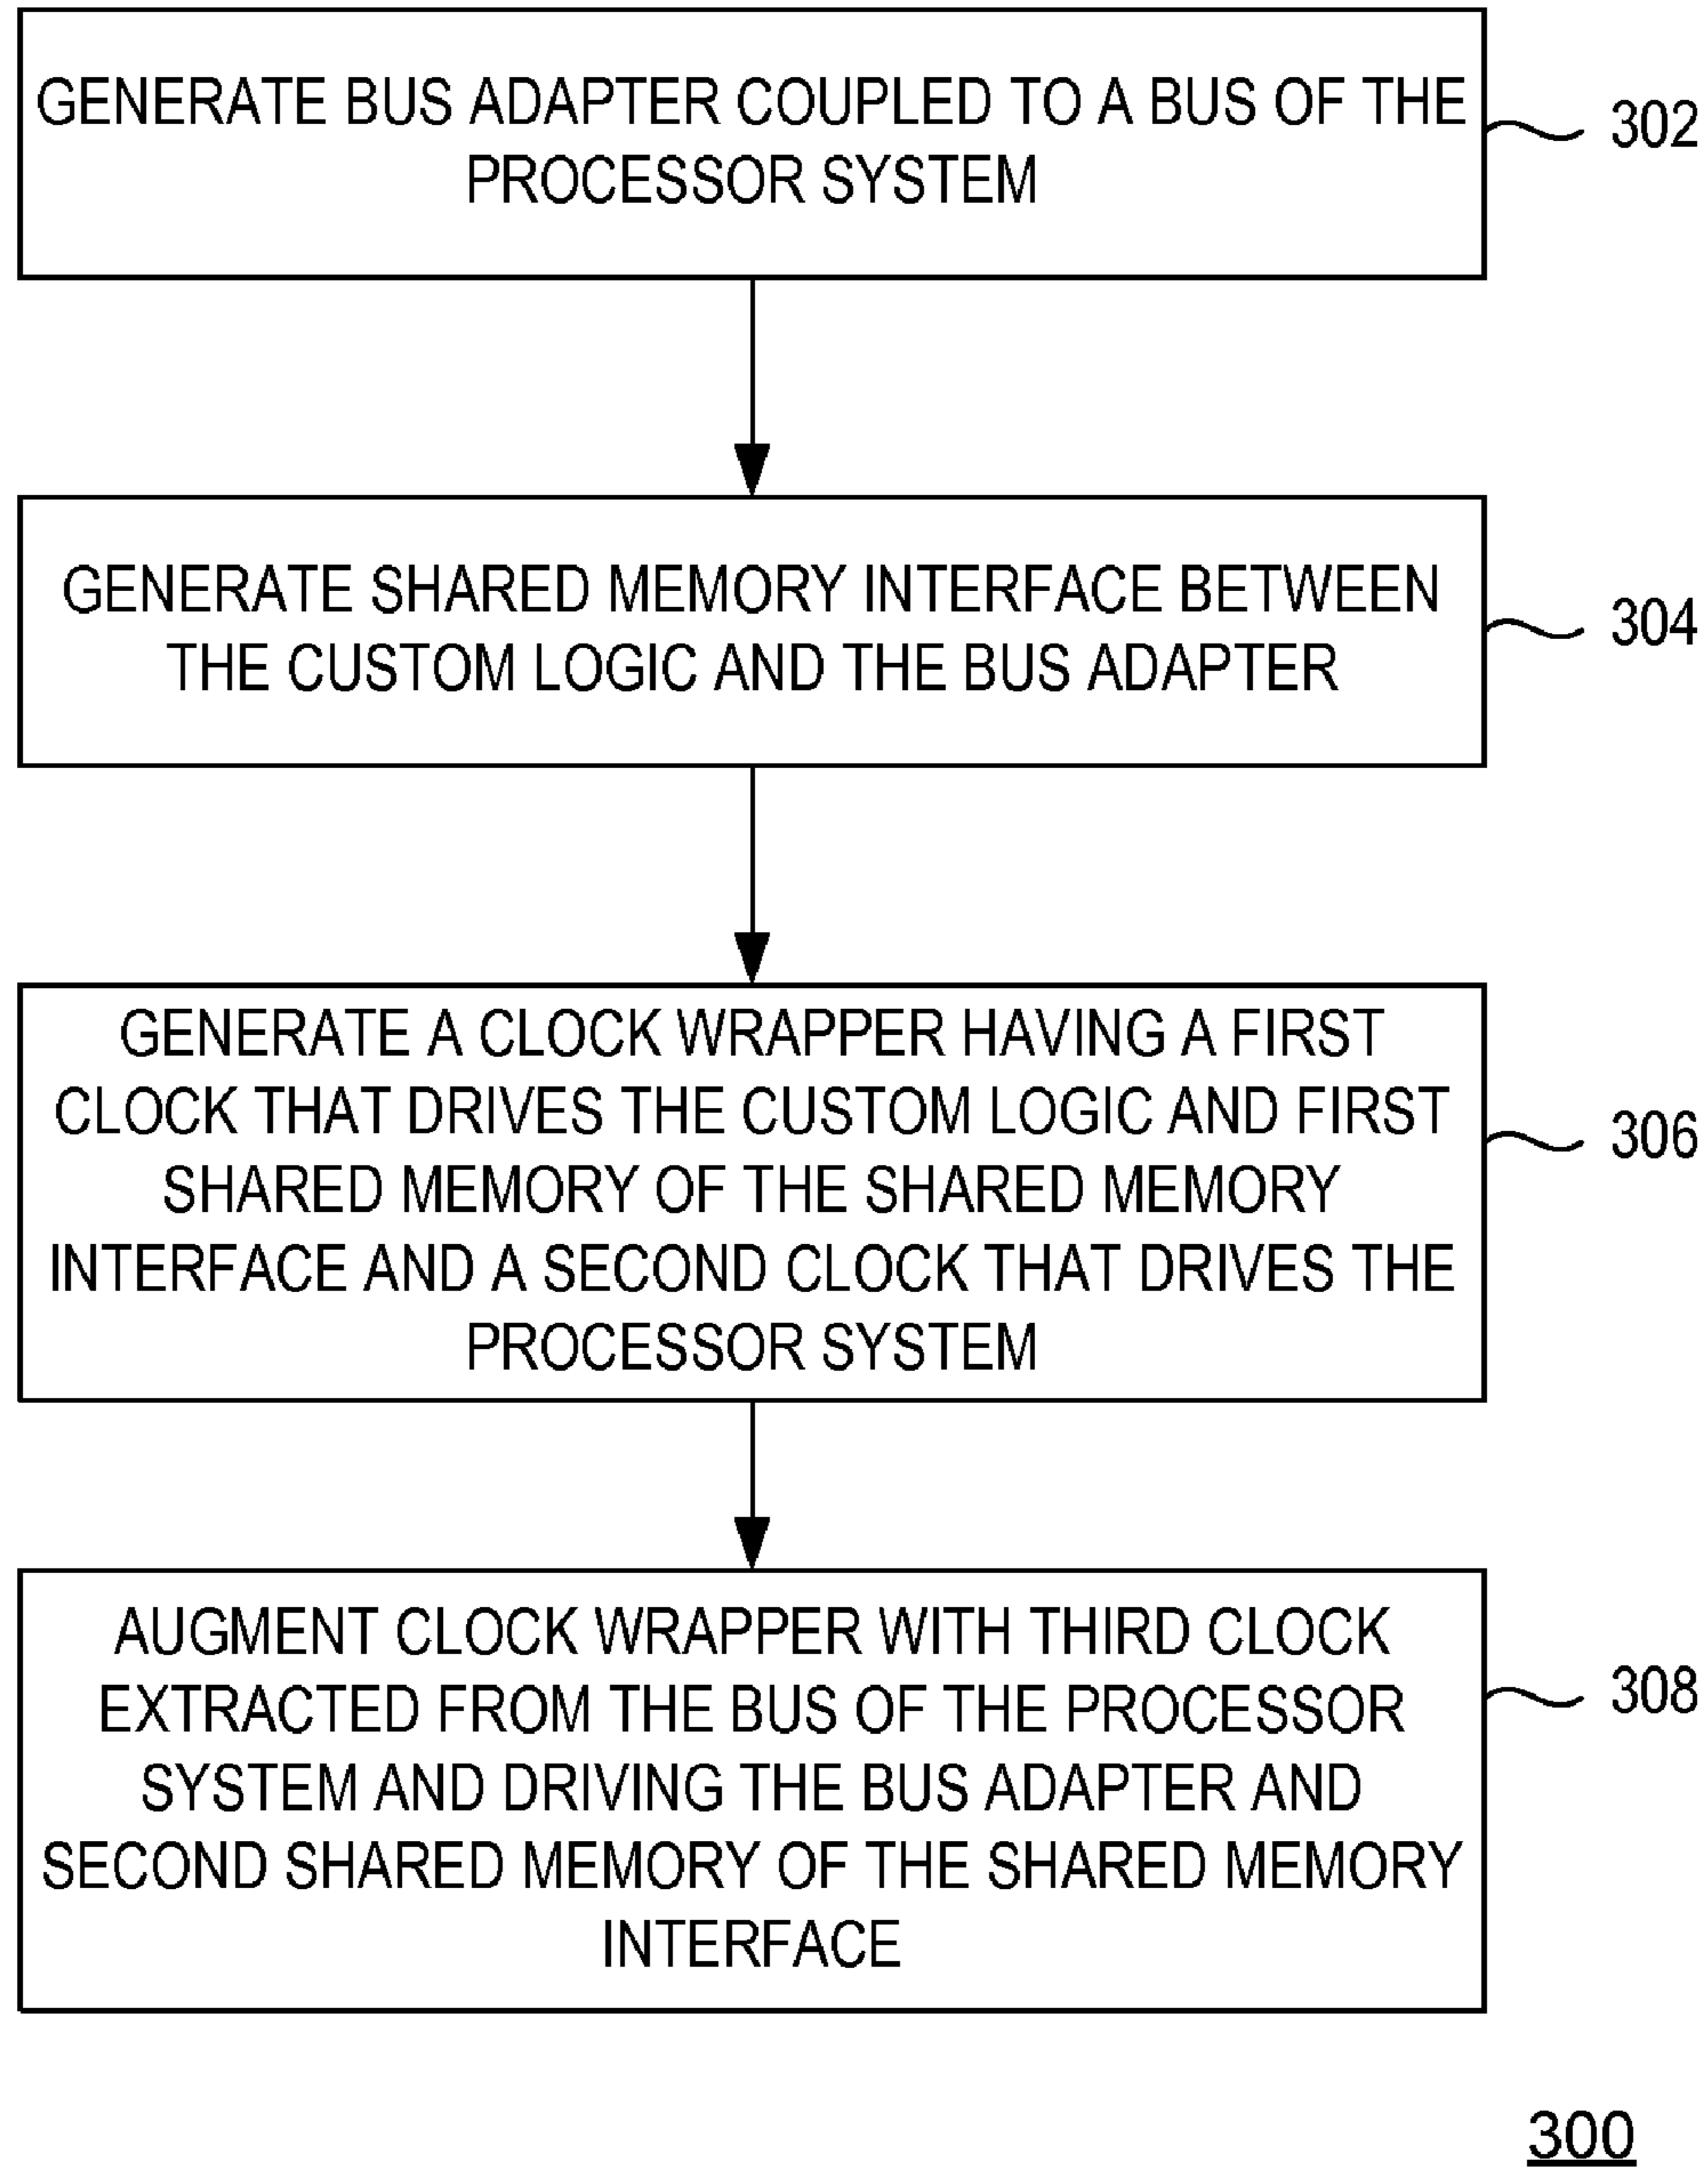 GENERATE BUS ADAPTER COUPLED TO A BUS OF THE
PROCESSOR SYSTEM
302
GENERATE SHARED MEMORY INTERFACE BETWEEN
THE CUSTOM LOGIC AND THE BUS ADAPTER
304
GENERATE A CLOCK WRAPPER HAVING A FIRST
CLOCK THAT DRIVES THE CUSTOM LOGIC AND FIRST
SHARED MEMORY OF THE SHARED MEMORY
INTERFACE AND A SECOND CLOCK THAT DRIVES THE
PROCESSOR SYSTEM
306
AUGMENT CLOCK WRAPPER WITH THIRD CLOCK
EXTRACTED FROM THE BUS OF THE PROCESSOR
SYSTEM AND DRIVING THE BUS ADAPTER AND
SECOND SHARED MEMORY OF THE SHARED MEMORY
INTERFACE
308
300